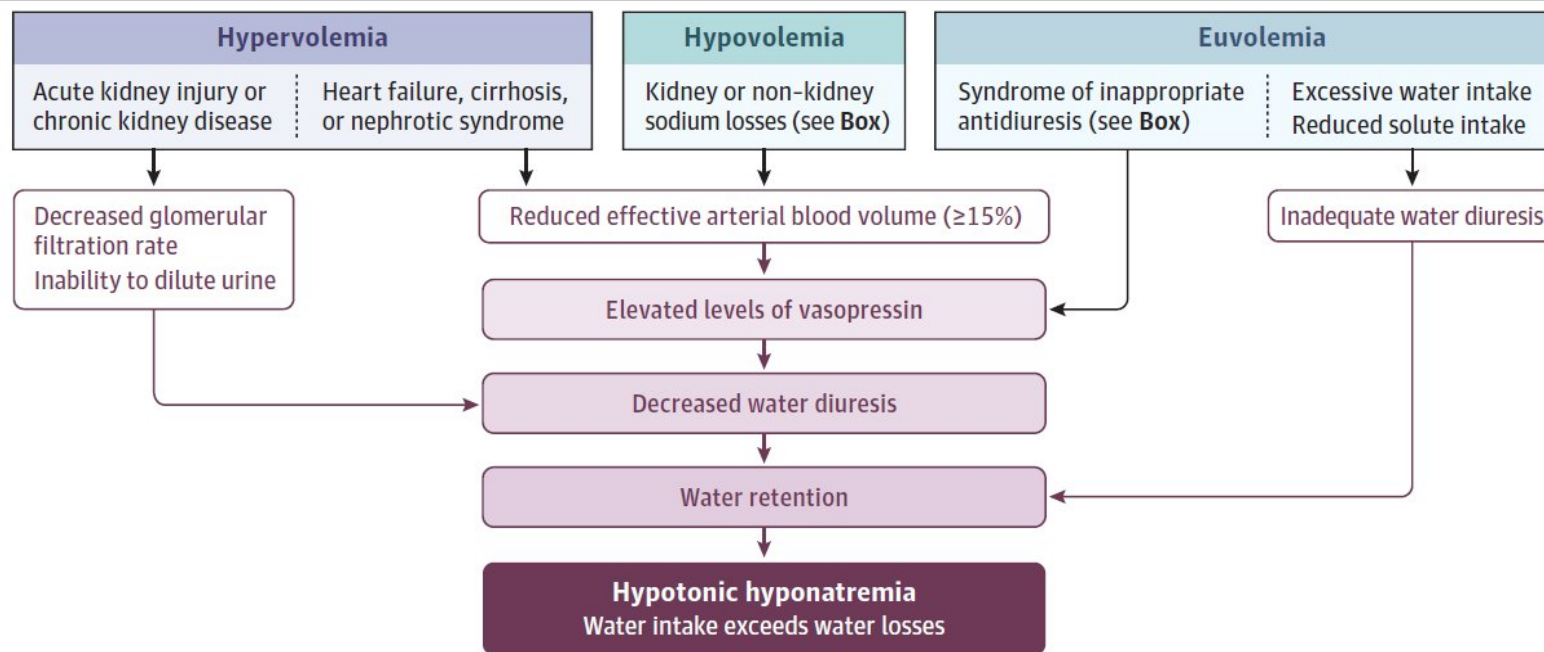 Hypervolemia
Acute kidney injury or
chronic kidney disease
Heart failure, cirrhosis,
or nephrotic syndrome
Hypovolemia
Kidney or non–kidney
sodium losses (see Box)
Euvolemia
Syndrome of inappropriate
antidiuresis (see Box)
Excessive water intake
Reduced solute intake
Decreased glomerular
filtration rate
Inability to dilute urine
Reduced effective arterial blood volume (≥15%)
Inadequate water diuresis
Elevated levels of vasopressin
Decreased water diuresis
Water retention
Hypotonic hyponatremia
Water intake exceeds water losses